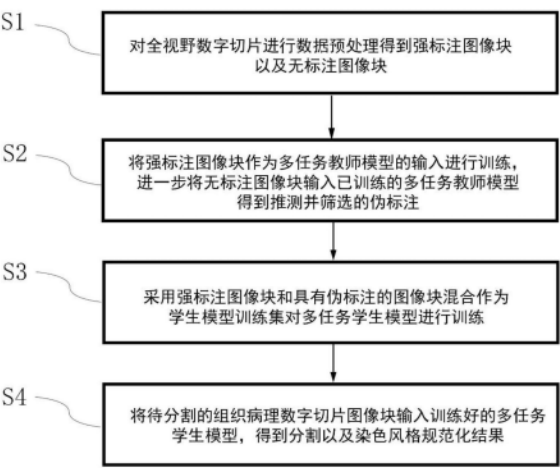 S1
对全视野数字切片进行数据预处理得到强标注图像块
以及无标注图像块
S2
将强标注图像块作为多任务教师模型的输入进行训练，
进一步将无标注图像块输入已训练的多任务教师模型
得到推测并筛选的伪标注
S3
采用强标注图像块和具有伪标注的图像块混合作为
学生模型训练集对多任务学生模型进行训练
S4
将待分割的组织病理数字切片图像块输入训练好的多任务
学生模型，得到分割以及染色风格规范化结果